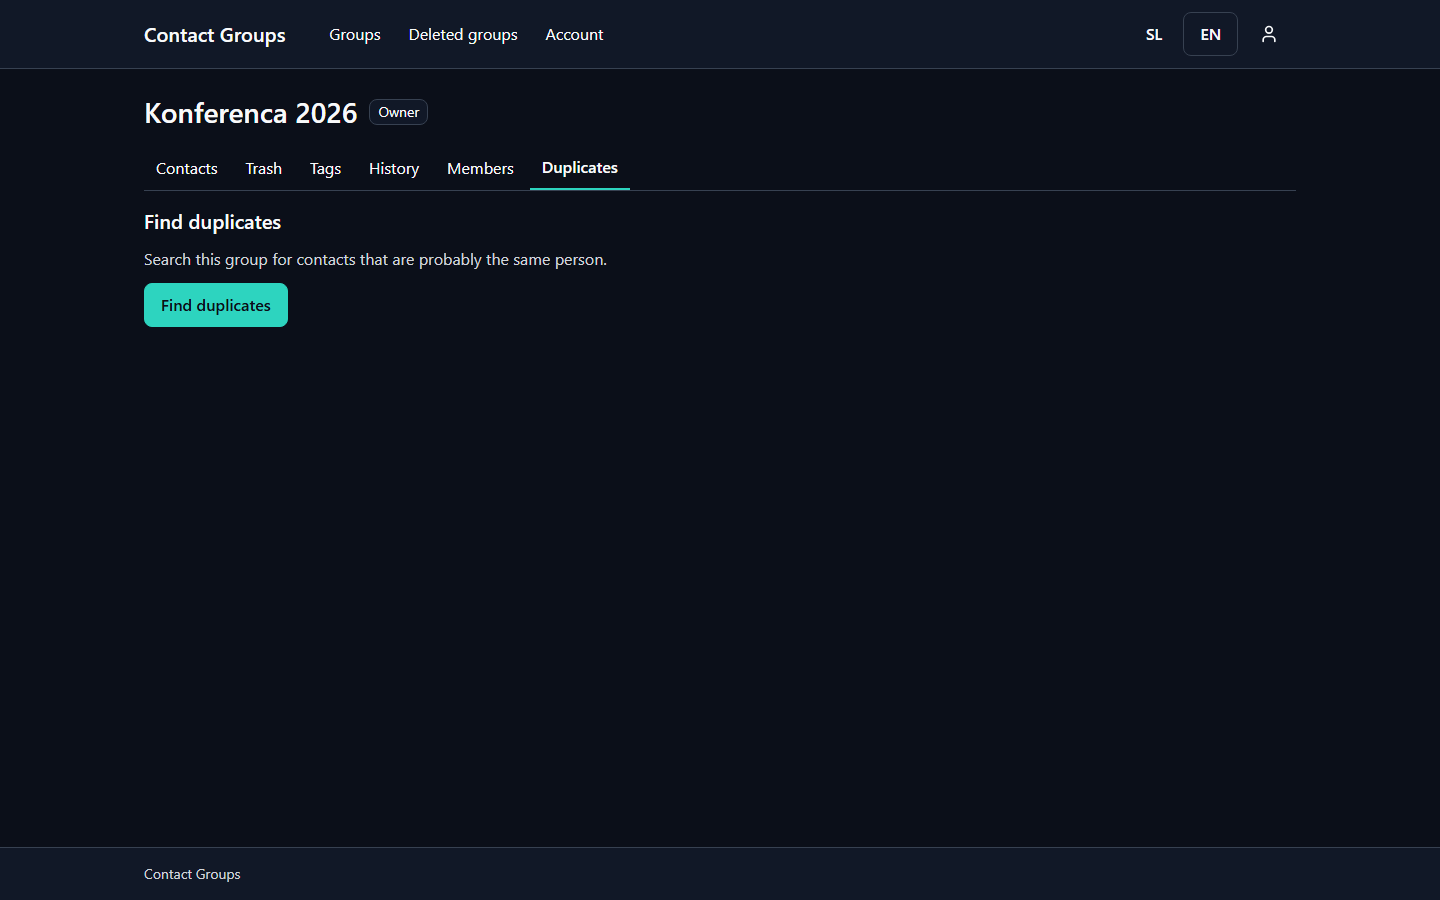 Contact Groups Groups Deleted groups Account SL EN
Konferenca 2026 Owner
Contacts Trash Tags History Members Duplicates
Find duplicates
Search this group for contacts that are probably the same person.
Find duplicates
Contact Groups